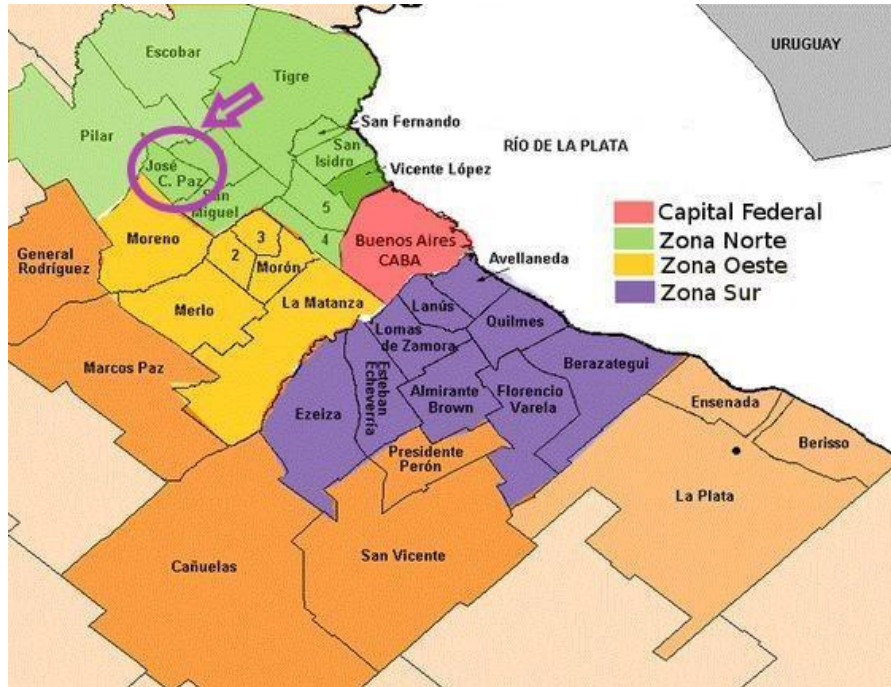 Escobar
URUGUAY
Tigre
San Fernando
Pilar
San
Isidro
RÍO DE LA PLATA
José
C. Paz
Vicente López
San
Miguel
5
Capital Federal
Moreno
3
4
Buenos Aires
CABA
Zona Norte
General
Rodríguez
2
Morón
Avellaneda
Zona Oeste
Zona Sur
Merlo
La Matanza
Lanús
Quilmes
Lomas
de Zamora
Marcos Paz
Esteban
Echeverría
Berazategui
Ezeiza
Almirante
Brown
Florencio
Varela
Ensenada
Presidente
Perón
Berisso
La Plata
Cañuelas
San Vicente